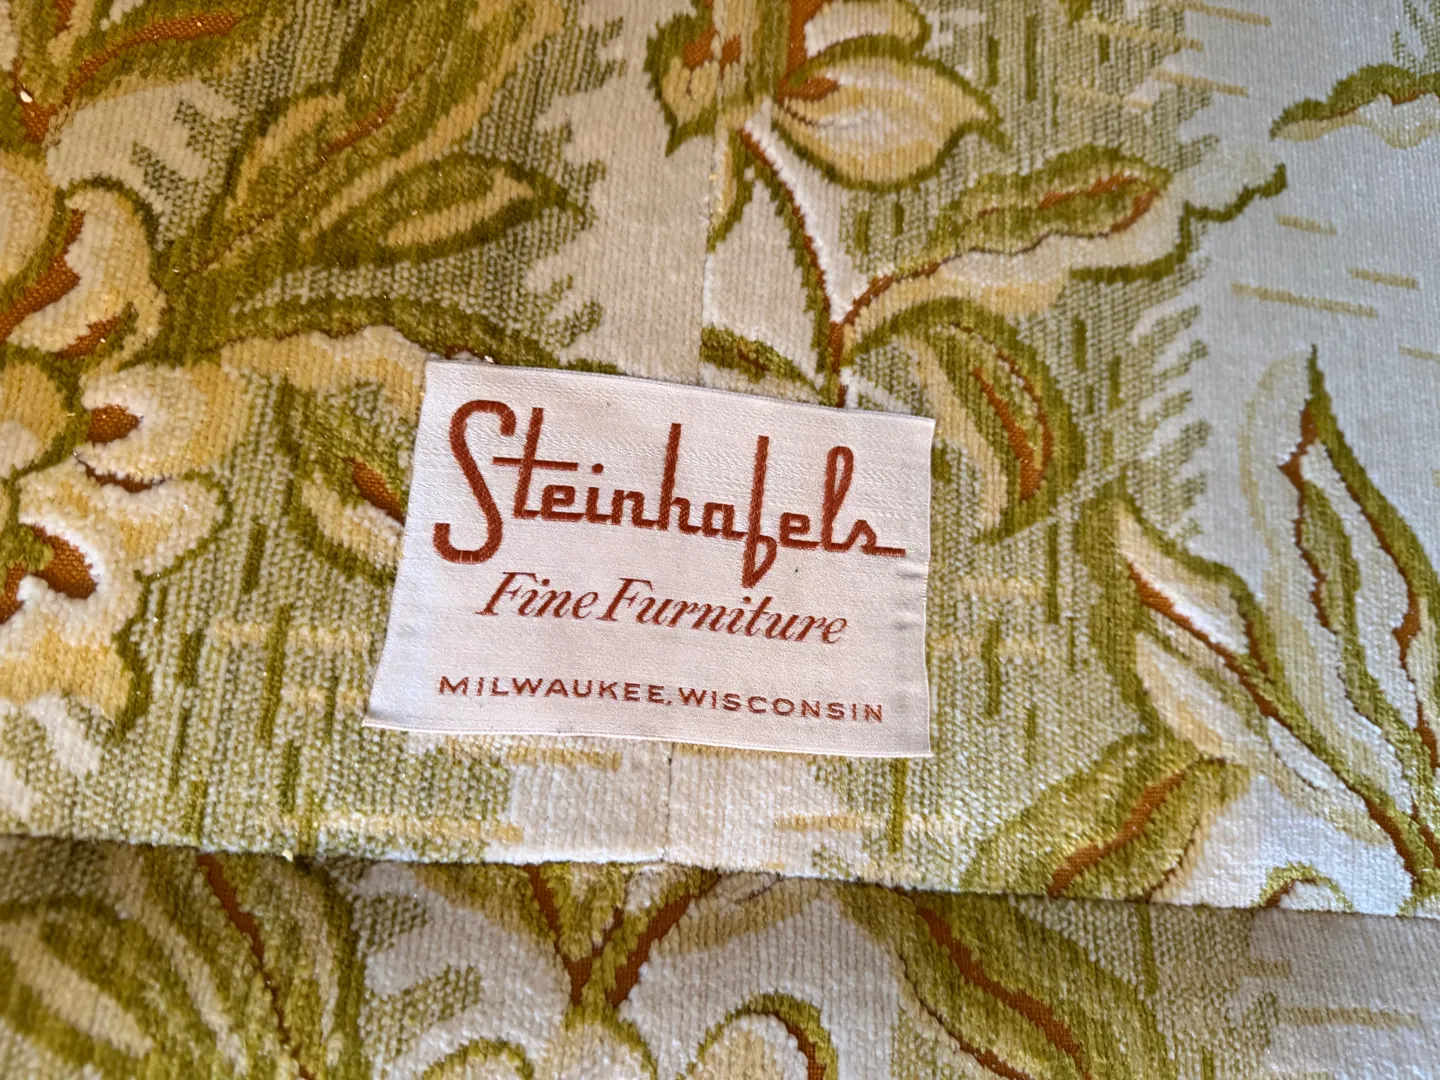 Steinhafels
Fine Furniture
MILWAUKEE, WISCONSIN